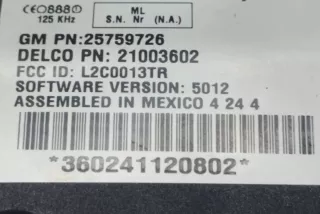 CE0888
125 KHz
ML
S.N. Nr (N.A.)
GM PN:25759726
DELCO PN: 21003602
FCC ID: L2C0013TR
SOFTWARE VERSION: 5012
ASSEMBLED IN MEXICO 4 24 4
*360241120802*